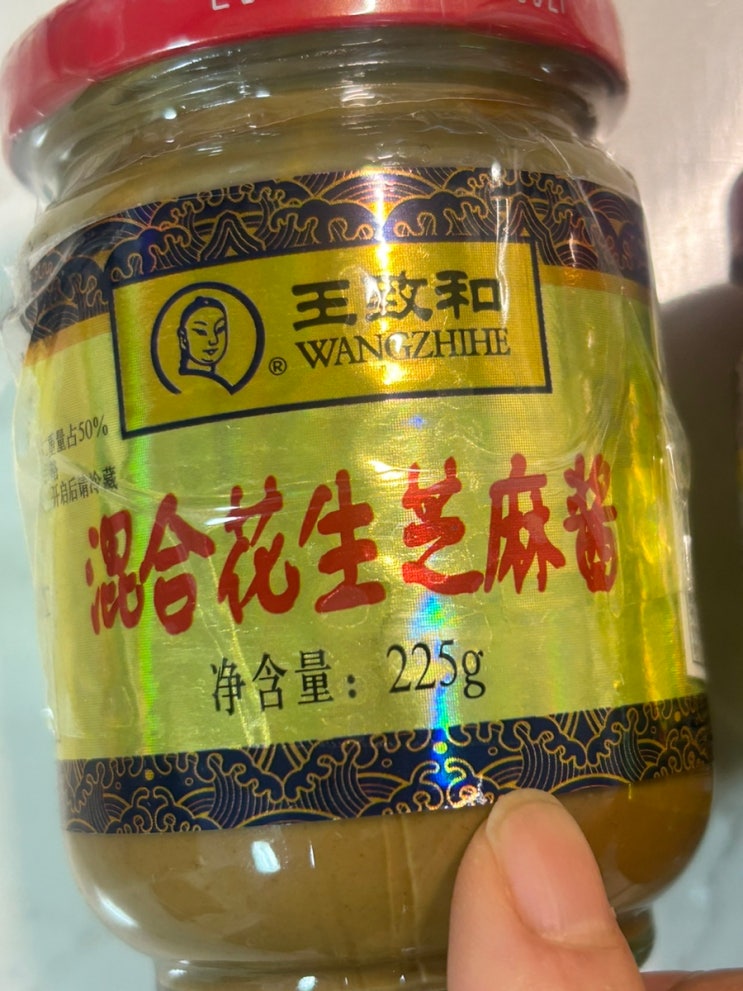 王致和
® WANGZHIHE
重量占50%
开启后请冷藏
混合花生芝麻酱
净含量：225g